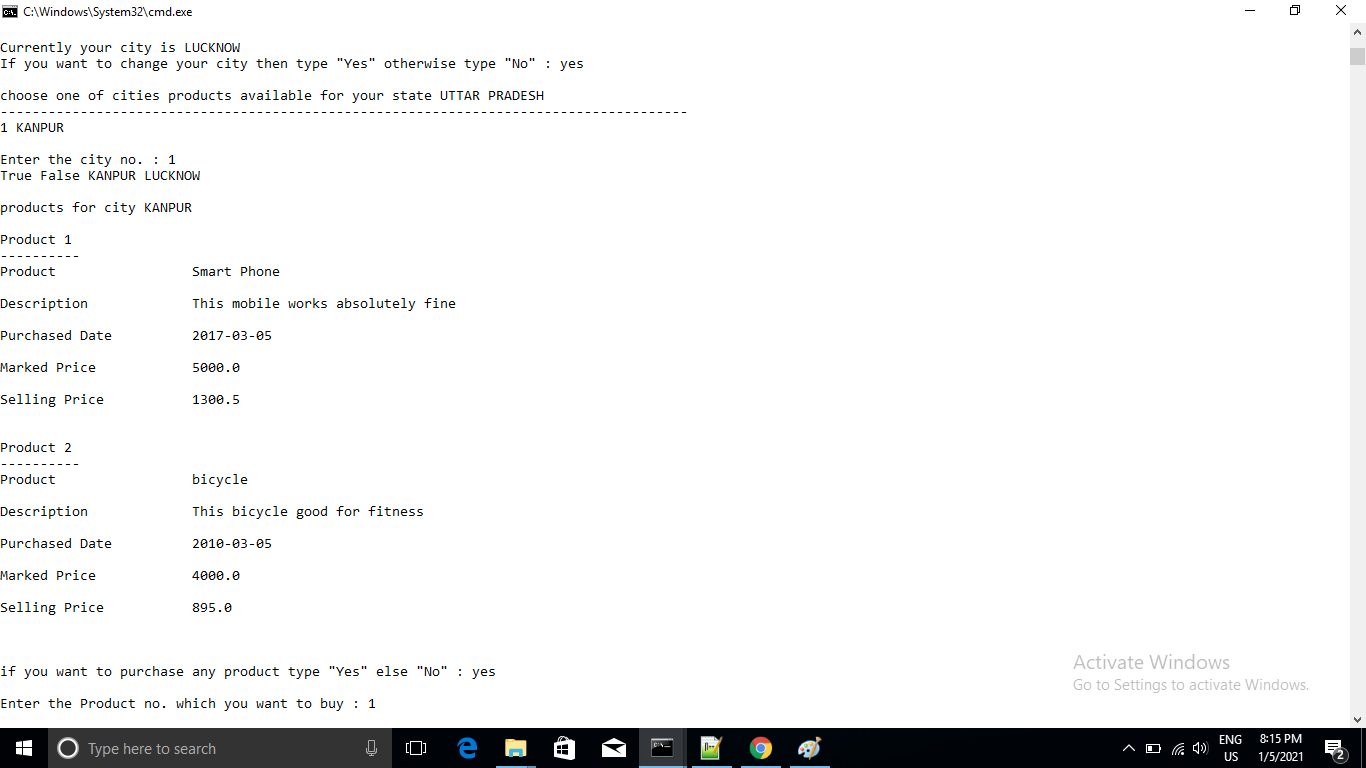 C:\Windows\System32\cmd.exe
Currently your city is LUCKNOW
If you want to change your city then type "Yes" otherwise type "No" : yes
choose one of cities products available for your state UTTAR PRADESH
--------------------------------------------------------------------------------------
1 KANPUR
Enter the city no. : 1
True False KANPUR LUCKNOW
products for city KANPUR
Product 1
----------
Product Smart Phone
Description This mobile works absolutely fine
Purchased Date 2017-03-05
Marked Price 5000.0
Selling Price 1300.5
Product 2
----------
Product bicycle
Description This bicycle good for fitness
Purchased Date 2010-03-05
Marked Price 4000.0
Selling Price 895.0
if you want to purchase any product type "Yes" else "No" : yes
Enter the Product no. which you want to buy : 1
Activate Windows
Go to Settings to activate Windows.
Type here to search
ENG 8:15 PM
US 1/5/2021
2